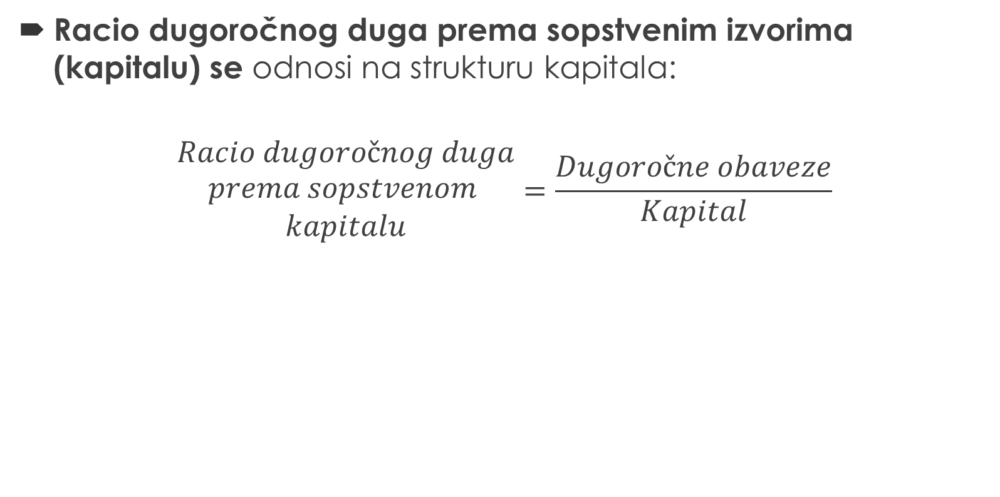 Racio dugoročnog duga prema sopstvenim izvorima
(kapitalu) se odnosi na strukturu kapitala:
Racio dugoročnog duga
prema sopstvenom
kapitalu
=
Dugoročne obaveze
Kapital